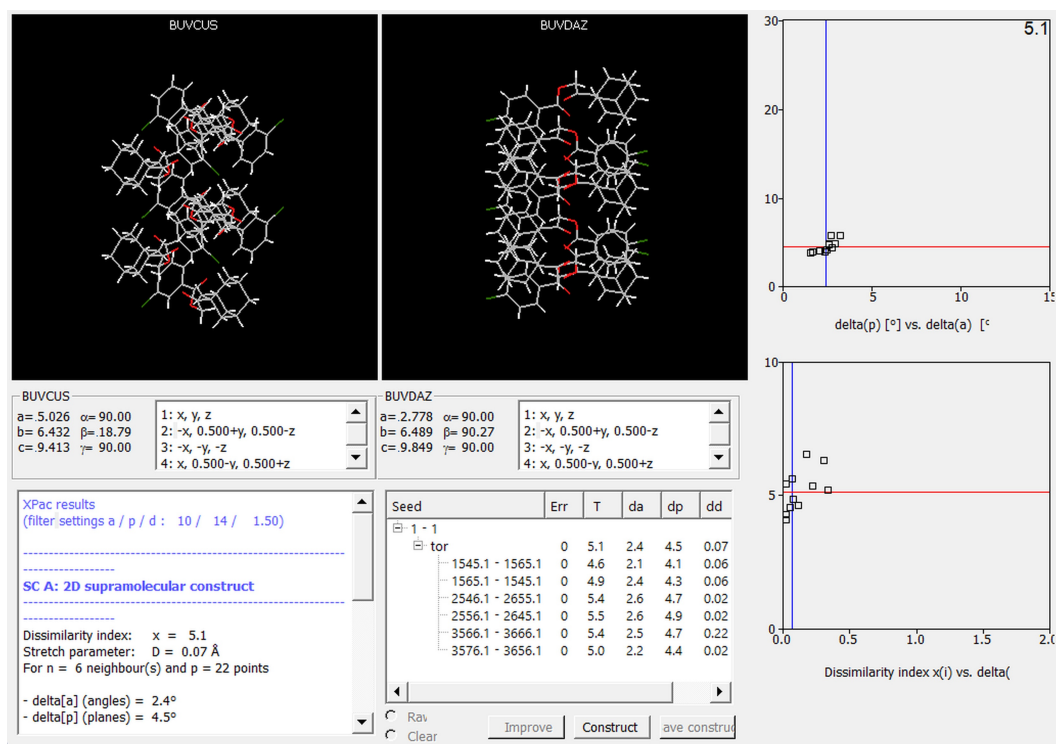 BUVCUS
BUVDAZ
5.1
30
20
10
0
0
5
10
15
delta(p) [º] vs. delta(a) [º
10
5
0
0.0
0.5
1.0
1.5
2.0
Dissimilarity index x(i) vs. delta(
BUVCUS
a= .5.026 α= 90.00
b= 6.432 β=.18.79
c=.9.413 γ= 90.00
1: x, y, z
2: -x, 0.500+y, 0.500-z
3: -x, -y, -z
4: x, 0.500-y, 0.500+z
BUVDAZ
a=.2.778 α= 90.00
b= 6.489 β= 90.27
c=.9.849 γ= 90.00
1: x, y, z
2: -x, 0.500+y, 0.500-z
3: -x, -y, -z
4: x, 0.500-y, 0.500+z
XPac results
(filter settings a / p / d : 10 / 14 / 1.50)
SC A: 2D supramolecular construct
Dissimilarity index: x = 5.1
Stretch parameter: D = 0.07 Å
For n = 6 neighbour(s) and p = 22 points
- delta[a] (angles) = 2.4º
- delta[p] (planes) = 4.5º
Seed Err T da dp dd
1 - 1
tor 0 5.1 2.4 4.5 0.07
1545.1 - 1565.1 0 4.6 2.1 4.1 0.06
1565.1 - 1545.1 0 4.9 2.4 4.3 0.06
2546.1 - 2655.1 0 5.4 2.6 4.7 0.02
2556.1 - 2645.1 0 5.5 2.6 4.9 0.02
3566.1 - 3666.1 0 5.4 2.5 4.7 0.22
3576.1 - 3656.1 0 5.0 2.2 4.4 0.02
Rav
Clear
Improve
Construct
ave construc